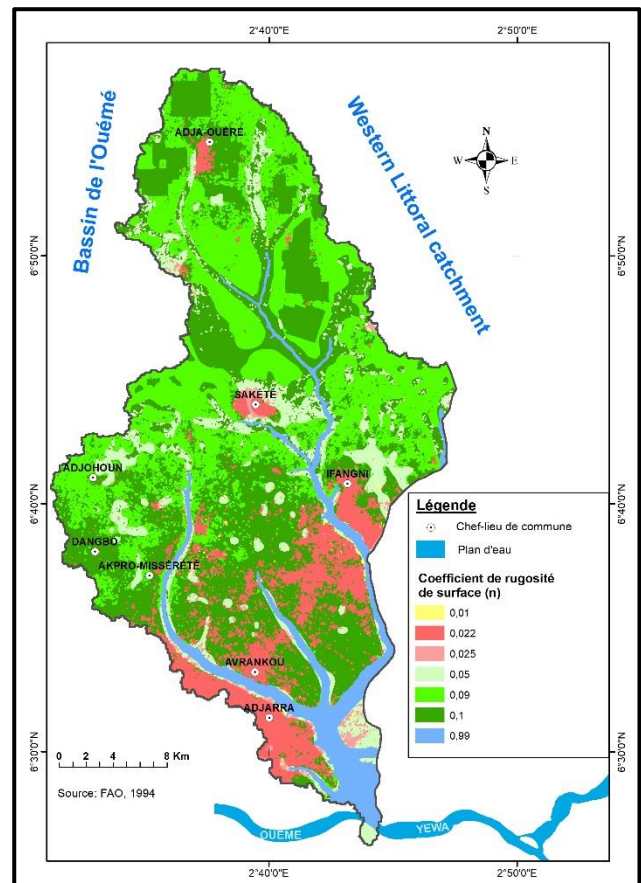 2°40'0"E
2°50'0"E
Bassin de l'Ouémé
Western Littoral catchment
N
W
E
S
ADJA-OUÈRÈ
6°50'0"N
6°50'0"N
SAKÉTÉ
ADJOHOUN
IFANGNI
6°40'0"N
6°40'0"N
DANGBO
AKPRO-MISSÉRÉTÉ
AVRANKOU
ADJARRA
6°30'0"N
6°30'0"N
Légende
Chef-lieu de commune
Plan d'eau
Coefficient de rugosité
de surface (n)
0,01
0,022
0,025
0,05
0,09
0,1
0,99
0 2 4 8 Km
Source: FAO, 1994
OUÉME
YEWA
2°40'0"E
2°50'0"E